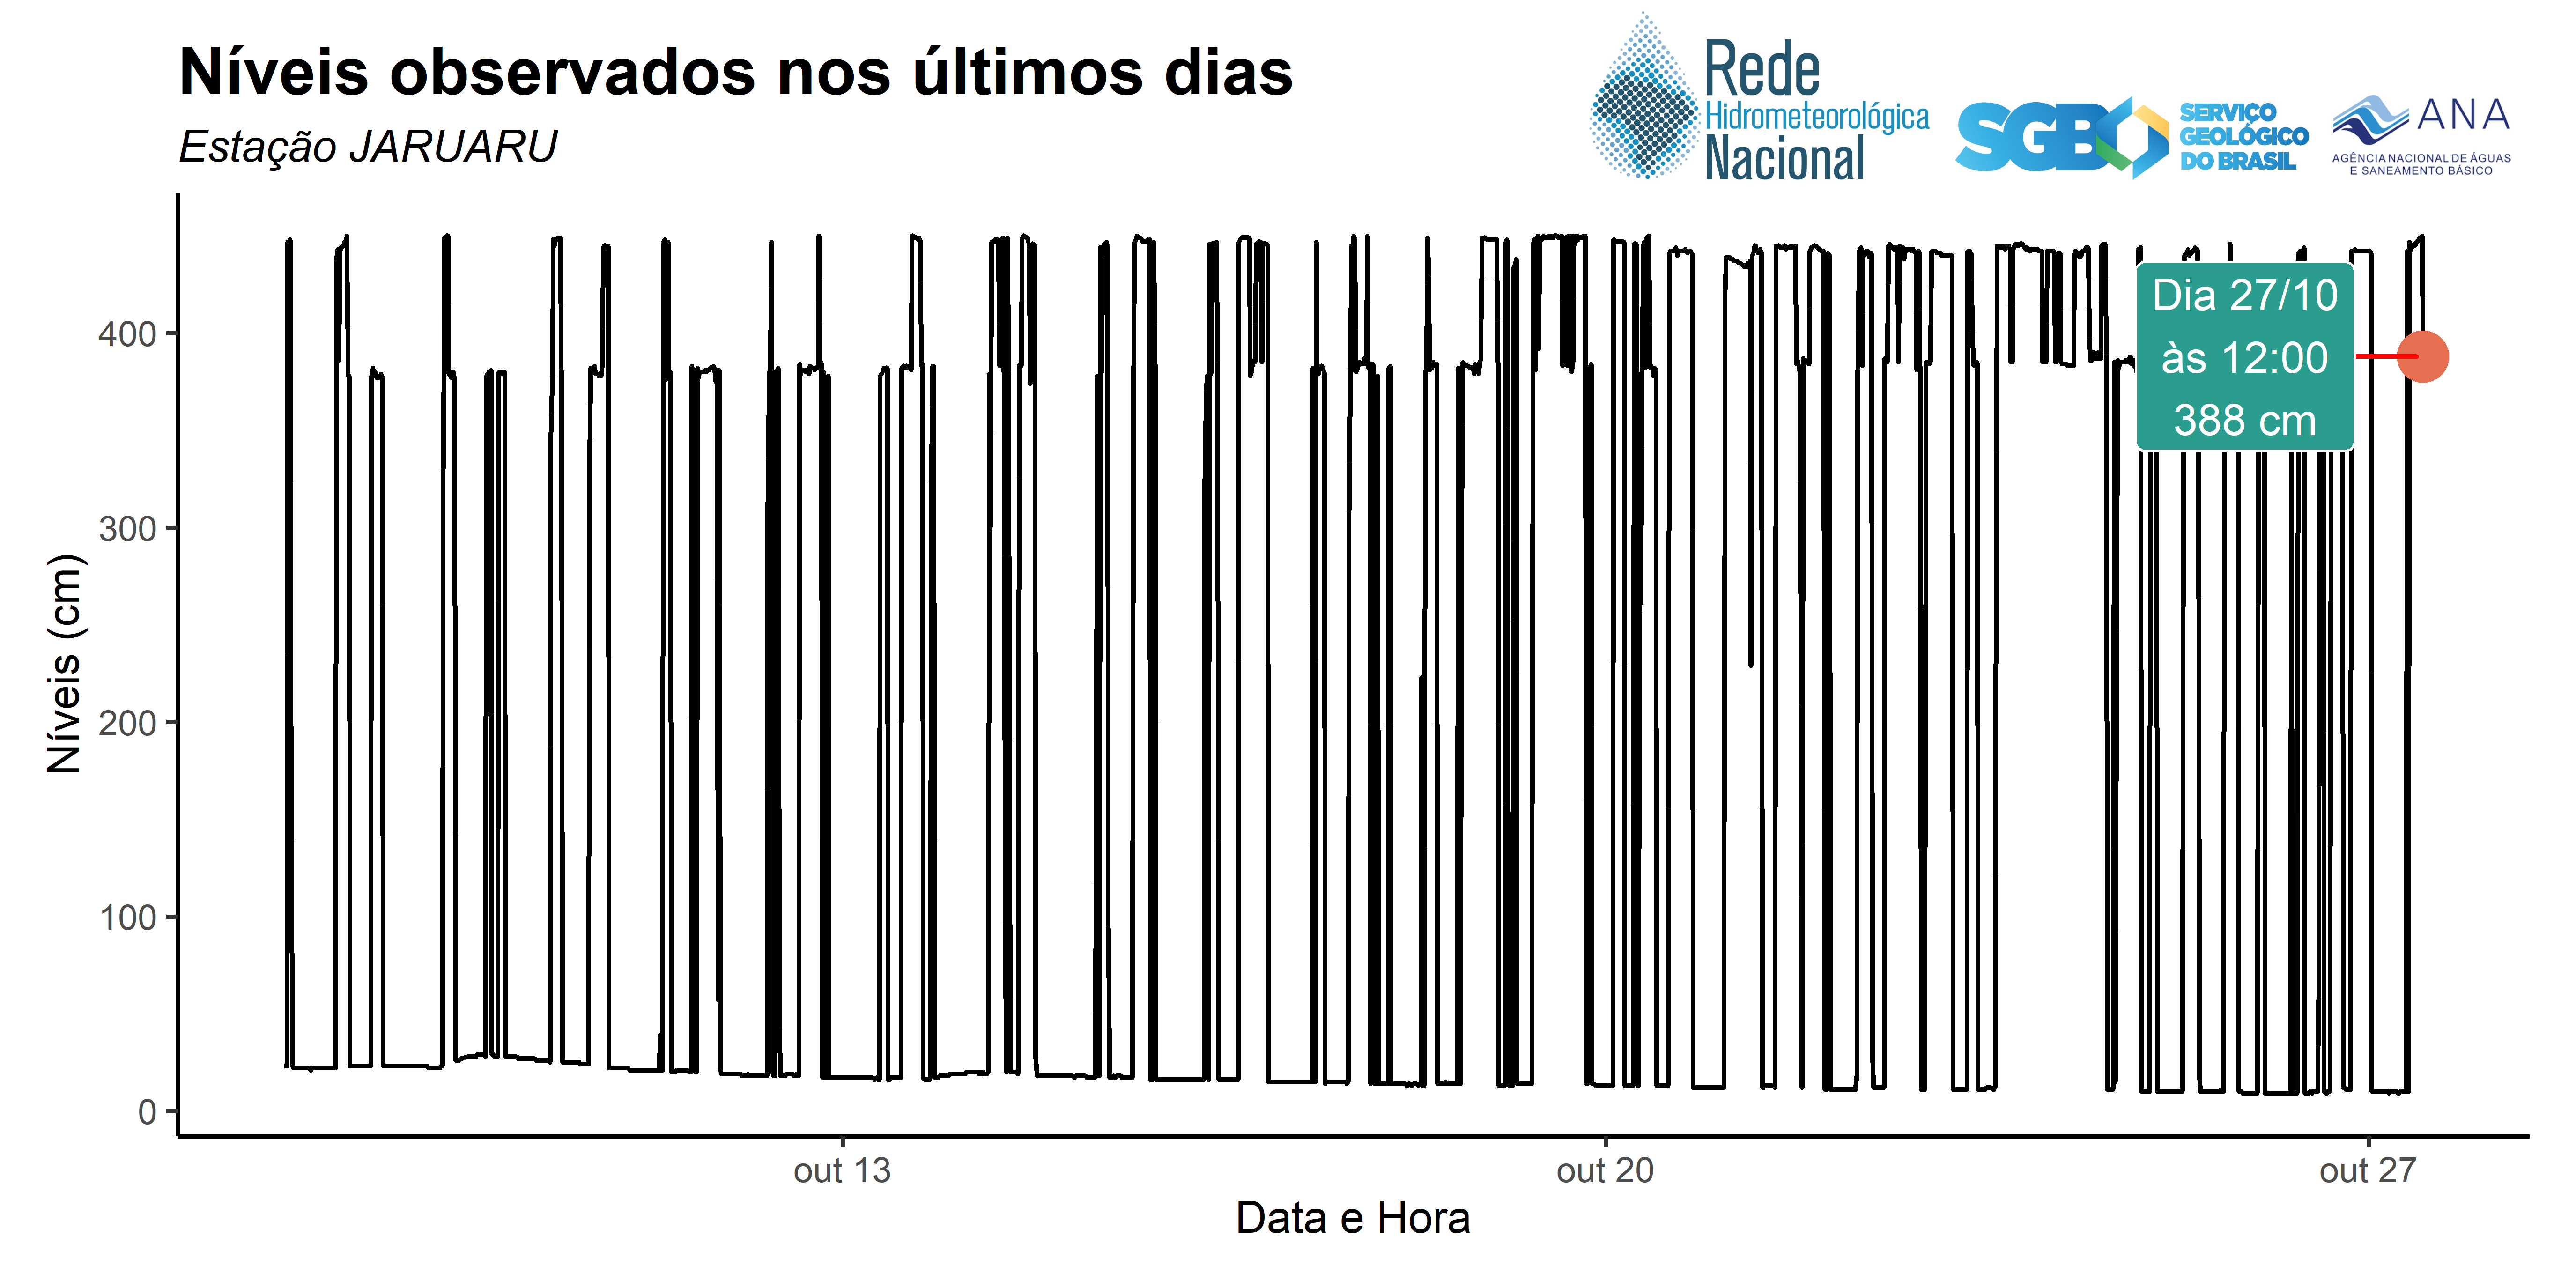 Níveis observados nos últimos dias
Estação JARUARU
Rede
Hidrometeorológica
Nacional
SGB
SERVIÇO
GEOLÓGICO
DO BRASIL
ANA
AGÊNCIA NACIONAL DE ÁGUAS
E SANEAMENTO BÁSICO
Níveis (cm)
400
300
200
100
0
Dia 27/10
às 12:00
388 cm
out 13
out 20
out 27
Data e Hora